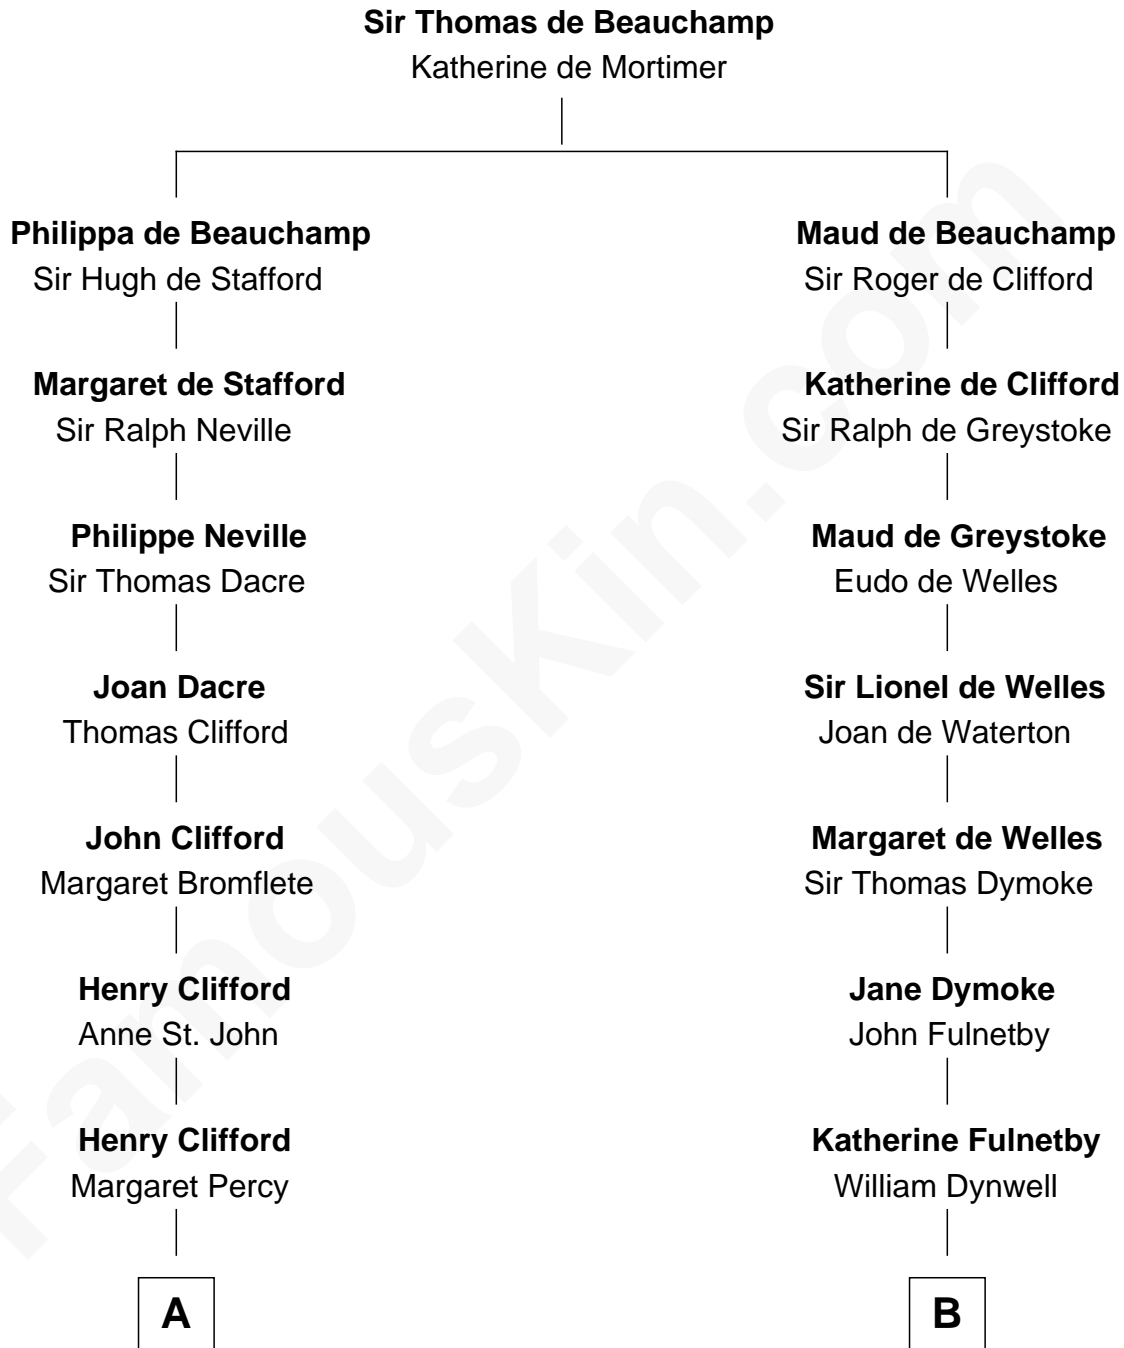 Sir Thomas de Beauchamp
Katherine de Mortimer
Philippa de Beauchamp
Sir Hugh de Stafford
Margaret de Stafford
Sir Ralph Neville
Philippe Neville
Sir Thomas Dacre
Joan Dacre
Thomas Clifford
John Clifford
Margaret Bromflete
Henry Clifford
Anne St. John
Henry Clifford
Margaret Percy
A
Maud de Beauchamp
Sir Roger de Clifford
Katherine de Clifford
Sir Ralph de Greystoke
Maud de Greystoke
Eudo de Welles
Sir Lionel de Welles
Joan de Waterton
Margaret de Welles
Sir Thomas Dymoke
Jane Dymoke
John Fulnetby
Katherine Fulnetby
William Dynwell
B
FamousKin.com